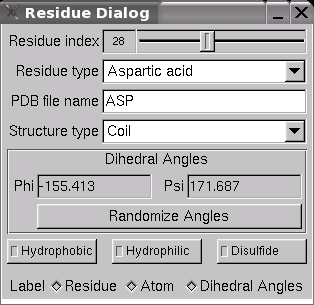 Residue Dialog
Residue index 28
Residue type Aspartic acid
PDB file name ASP
Structure type Coil
Dihedral Angles
Phi -155.413 Psi 171.687
Randomize Angles
Hydrophobic Hydrophilic Disulfide
Label Residue Atom Dihedral Angles